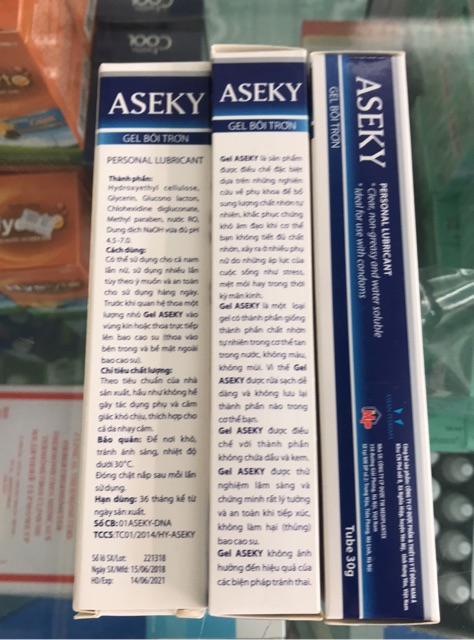 ASEKY
GEL BÔI TRƠN
PERSONAL LUBRICANT
Thành phần:
Hydroxyethyl cellulose,
Glycerin, Glucono lacton,
Chlohexidine digluconate,
Methyl paraben, nước RO,
Dung dịch NaOH vừa đủ pH
4.5-7.0.
Cách dùng:
Có thể sử dụng cho cả nam
lẫn nữ, sử dụng nhiều lần
tùy theo ý muốn và an toàn
cho sử dụng hàng ngày.
Trước khi quan hệ thoa một
lượng nhỏ Gel ASEKY vào
vùng kín hoặc thoa trực tiếp
lên bao cao su (thoa vào
bên trong và bề mặt ngoài
bao cao su).
Chỉ tiêu chất lượng:
Theo tiêu chuẩn của nhà
sản xuất, hầu như không hề
gây tác dụng phụ và cảm
giác khó chịu, thích hợp cho
cả da nhạy cảm.
Bảo quản: Để nơi khô,
tránh ánh sáng, nhiệt độ
dưới 30°C.
Đóng chặt nắp sau mỗi lần
sử dụng.
Hạn dùng: 36 tháng kể từ
ngày sản xuất.
Số CB: 01ASEKY-DNA
TCCS: TC01/2014/HY-ASEKY
Số lô SX/Lot: 221318
Ngày SX/Mfd: 15/06/2018
HD/Exp: 14/06/2021
ASEKY
GEL BÔI TRƠN
Gel ASEKY là sản phẩm
được điều chế đặc biệt
dựa trên những nghiên
cứu về phụ khoa để bổ
sung lượng chất nhờn tự
nhiên, khắc phục chứng
khô âm đạo khi cơ thể
bạn không tiết đủ chất
nhờn, xảy ra ở nhiều phụ
nữ do những áp lực của
cuộc sống như stress,
mệt mỏi hay trong thời
kỳ mãn kinh.
Gel ASEKY là một loại
gel có thành phần giống
thành phần chất nhờn
tự nhiên trong cơ thể tan
trong nước, không màu,
không mùi. Vì thế Gel
ASEKY được rửa sạch dễ
dàng và không lưu lại
thành phần nào trong
cơ thể bạn.
Gel ASEKY được điều
chế với thành phần
không chứa dầu và kem.
Gel ASEKY được thử
nghiệm lâm sàng và
chứng minh rất lý tưởng
và an toàn khi tiếp xúc,
không làm hại (thủng)
bao cao su.
Gel ASEKY không ảnh
hưởng đến hiệu quả của
các biện pháp tránh thai.
ASEKY
GEL BÔI TRƠN
PERSONAL LUBRICANT
* Clear, non-greasy and water soluble
* Ideal for use with condoms
Tube 30g
Cool